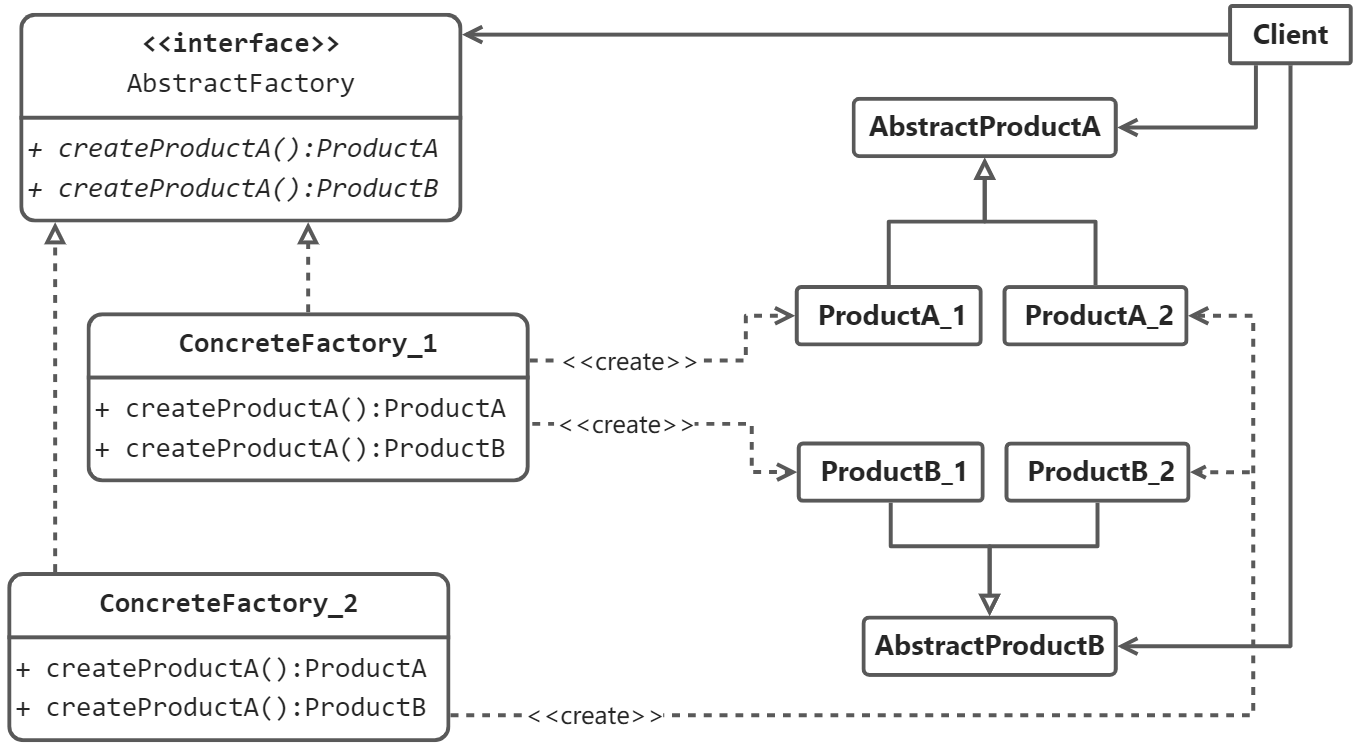 <<interface>>
AbstractFactory
+ createProductA():ProductA
+ createProductA():ProductB
Client
AbstractProductA
ProductA_1
ProductA_2
ConcreteFactory_1
+ createProductA():ProductA
+ createProductA():ProductB
<<create>>
<<create>>
ProductB_1
ProductB_2
AbstractProductB
ConcreteFactory_2
+ createProductA():ProductA
+ createProductA():ProductB
<<create>>